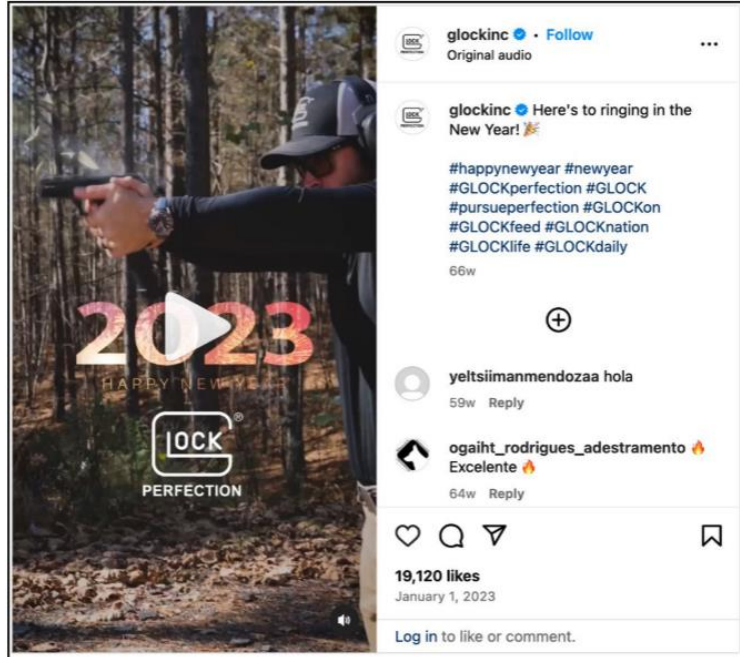 2023
HAPPY NEW YEAR
GLOCK
PERFECTION
glockinc • Follow
Original audio
glockinc Here's to ringing in the
New Year! 🎉
#happynewyear #newyear
#GLOCKperfection #GLOCK
#pursueperfection #GLOCKon
#GLOCKfeed #GLOCKnation
#GLOCKlife #GLOCKdaily
66w
yeltsiimanmendozaa hola
59w Reply
ogaiht_rodrigues_adestramento 🔥
Excelente 🔥
64w Reply
19,120 likes
January 1, 2023
Log in to like or comment.